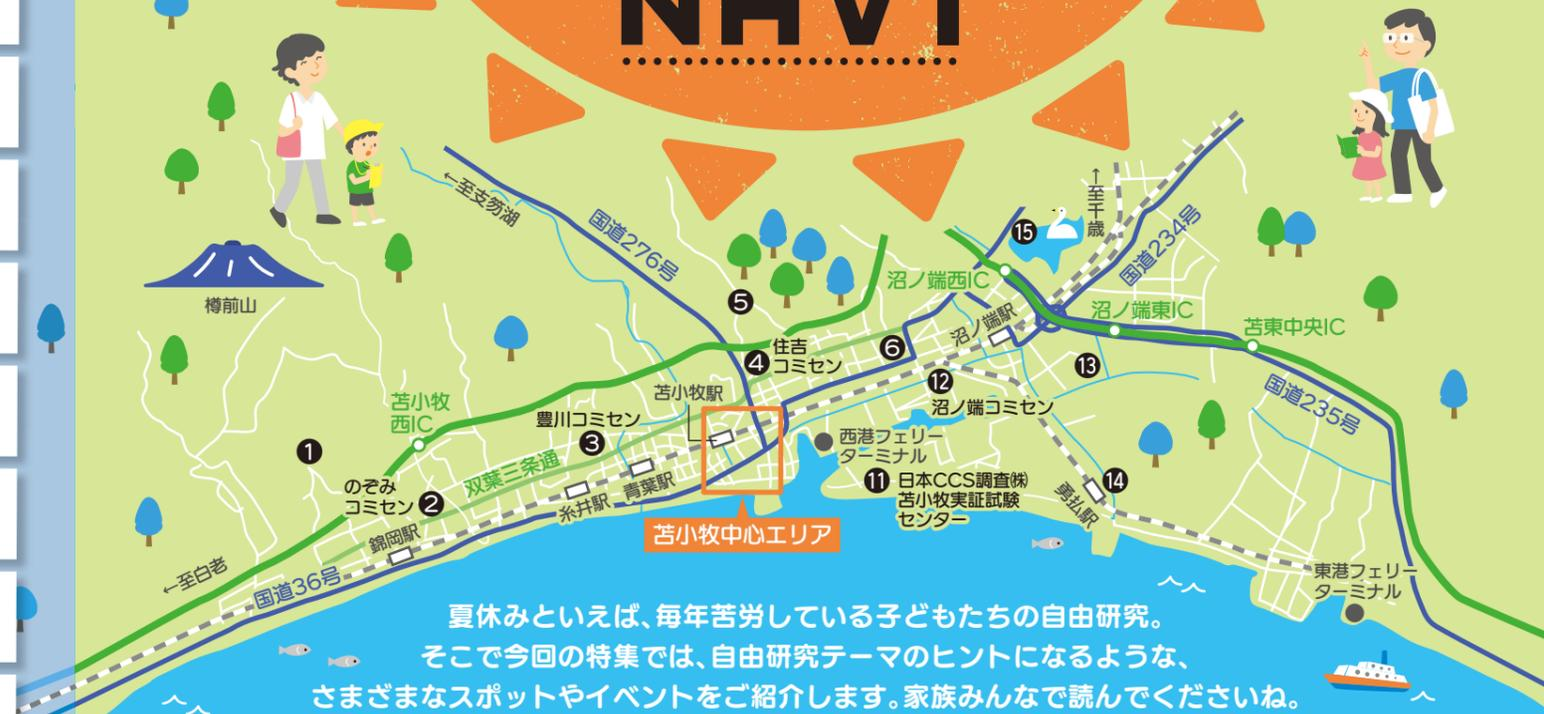 NAVI
←至支笏湖
国道276号
↑至千歳
⑮
国道234号
沼ノ端西IC
沼ノ端東IC
苫東中央IC
樽前山
⑤
沼ノ端駅
④
住吉
コミセン
⑥
⑬
国道235号
苫小牧駅
⑫
沼ノ端コミセン
苫小牧
西IC
豊川コミセン
③
西港フェリー
ターミナル
①
双葉三条通
⑪
日本CCS調査㈱
苫小牧実証試験
センター
⑭
勇払駅
のぞみ
コミセン
②
糸井駅
青葉駅
苫小牧中心エリア
錦岡駅
←至白老
国道36号
東港フェリー
ターミナル
夏休みといえば、毎年苦労している子どもたちの自由研究。
そこで今回の特集では、自由研究テーマのヒントになるような、
さまざまなスポットやイベントをご紹介します。家族みんなで読んでくださいね。